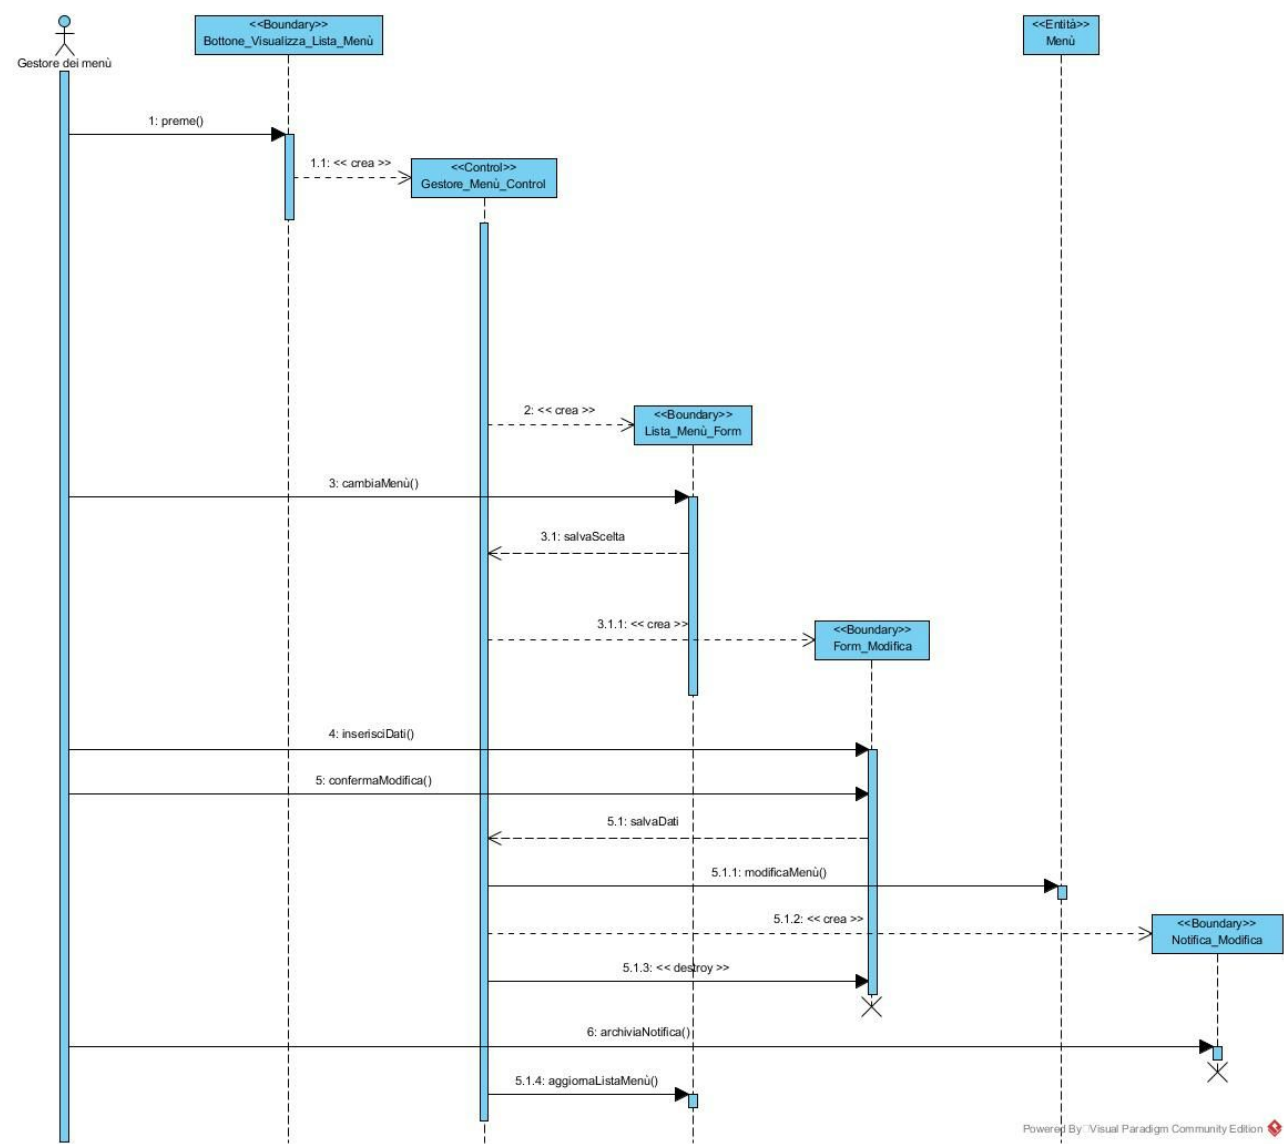 <<Boundary>>
Bottone_Visualizza_Lista_Menù
<<Entità>>
Menù
Gestore dei menù
1: preme()
1.1: << crea >>
<<Control>>
Gestore_Menù_Control
2: << crea >>
<<Boundary>>
Lista_Menù_Form
3: cambiaMenù()
3.1: salvaScelta
3.1.1: << crea >>
<<Boundary>>
Form_Modifica
4: inserisciDati()
5: confermaModifica()
5.1: salvaDati
5.1.1: modificaMenù()
5.1.2: << crea >>
<<Boundary>>
Notifica_Modifica
5.1.3: << destroy >>
6: archiviaNotifica()
5.1.4: aggiornaListaMenù()
Powered By Visual Paradigm Community Edition